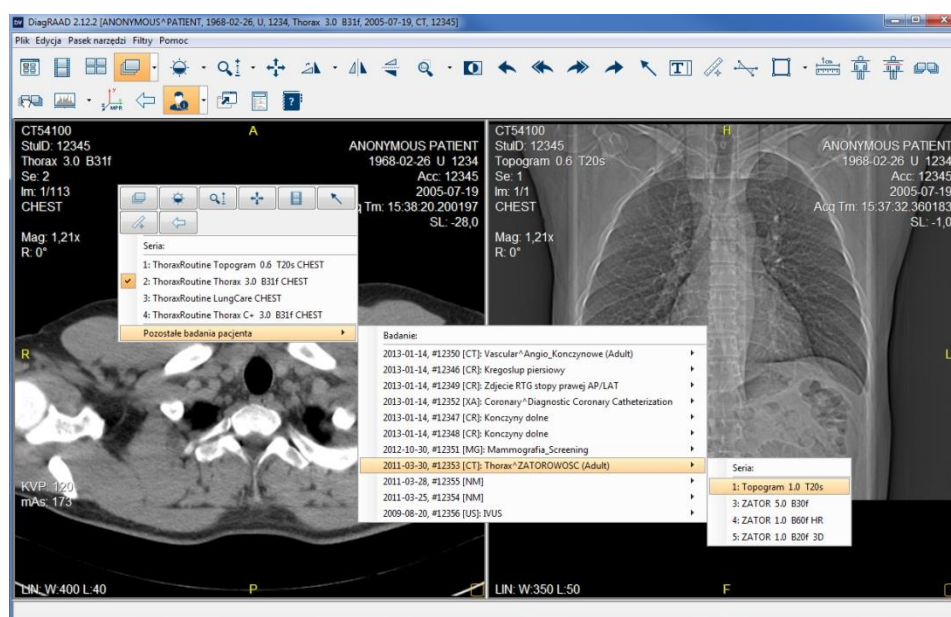 DiagRAAD 2.12.2 [ANONYMOUS^PATIENT, 1968-02-26, U, 1234, Thorax 3.0 B31f, 2005-07-19, CT, 12345]
Plik Edycja Pasek narzędzi Filtry Pomoc
CT54100
StuID: 12345
Thorax 3.0 B31f
Se: 2
Im: 1/113
CHEST
Mag: 1,21x
R: 0°
A
ANONYMOUS PATIENT
1968-02-26 U 1234
Acc: 12345
2005-07-19
Acq Tm: 15:38:20.200197
SL: -28,0
Seria:
1: ThoraxRoutine Topogram 0.6 T20s CHEST
2: ThoraxRoutine Thorax 3.0 B31f CHEST
3: ThoraxRoutine LungCare CHEST
4: ThoraxRoutine Thorax C+ 3.0 B31f CHEST
Pozostałe badania pacjenta
R
KVP: 120
mAs: 173
LIN: W:400 L:40
P
CT54100
StuID: 12345
Topogram 0.6 T20s
Se: 1
Im: 1/1
CHEST
Mag: 1,21x
R: 0°
H
ANONYMOUS PATIENT
1968-02-26 U 1234
Acc: 12345
2005-07-19
Acq Tm: 15:37:32.360183
SL: -1,0
L
Badanie:
2013-01-14, #12350 [CT]: Vascular^Angio_Konczynowe (Adult)
2013-01-14, #12346 [CR]: Kregoslup piersiowy
2013-01-14, #12349 [CR]: Zdjecie RTG stopy prawej AP/LAT
2013-01-14, #12352 [XA]: Coronary^Diagnostic Coronary Catheterization
2013-01-14, #12347 [CR]: Konczyny dolne
2013-01-14, #12348 [CR]: Konczyny dolne
2012-10-30, #12351 [MG]: Mammografia_Screening
2011-03-30, #12353 [CT]: Thorax^ZATOROWOSC (Adult)
2011-03-28, #12355 [NM]
2011-03-25, #12354 [NM]
2009-08-20, #12356 [US]: IVUS
Seria:
1: Topogram 1.0 T20s
3: ZATOR 5.0 B30f
4: ZATOR 1.0 B60f HR
5: ZATOR 1.0 B20f 3D
LIN: W:350 L:50
F